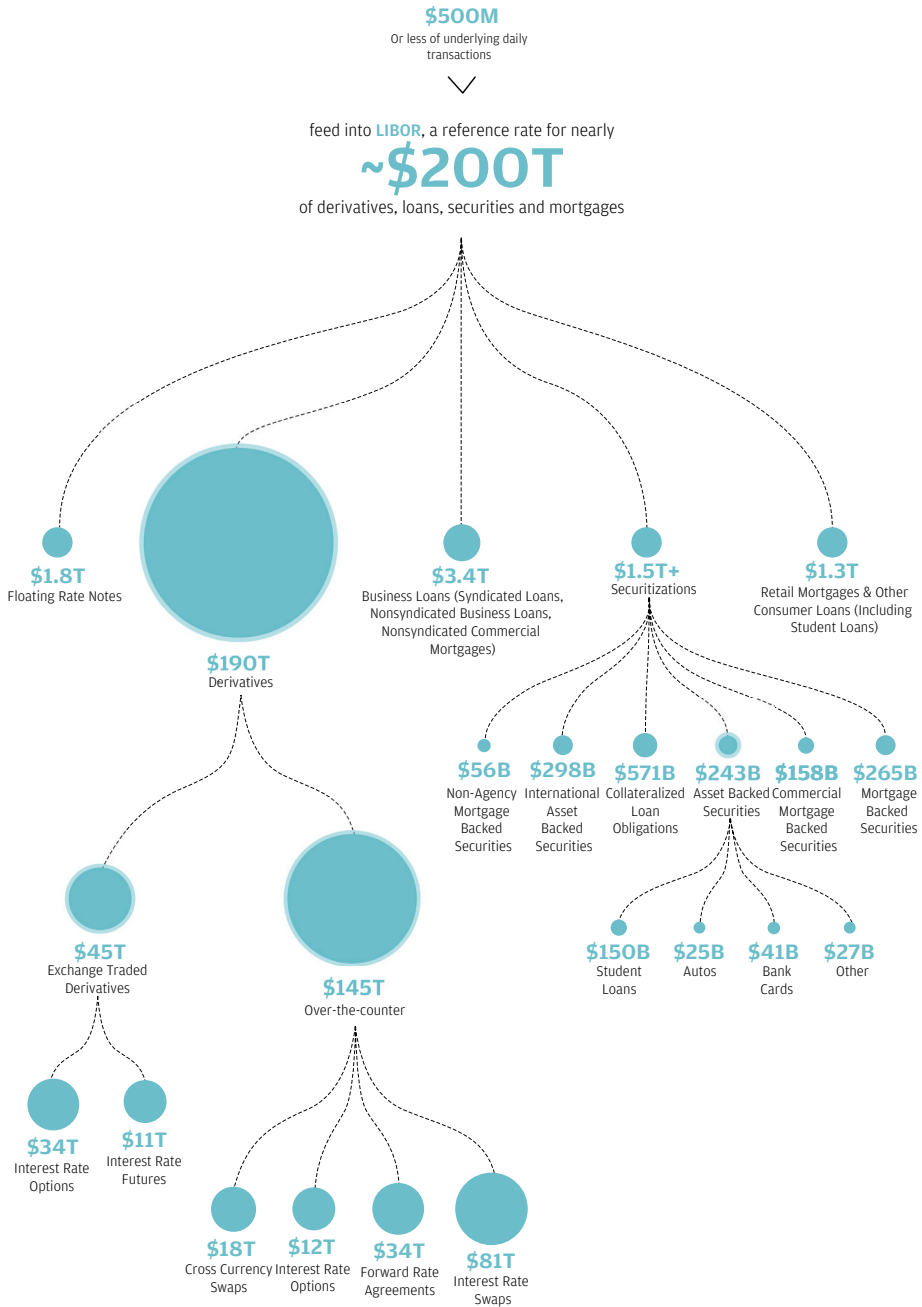 $500M
Or less of underlying daily
transactions
feed into LIBOR, a reference rate for nearly
~$200T
of derivatives, loans, securities and mortgages
$1.8T
Floating Rate Notes
$190T
Derivatives
$3.4T
Business Loans (Syndicated Loans,
Nonsyndicated Business Loans,
Nonsyndicated Commercial
Mortgages)
$1.5T+
Securitizations
$1.3T
Retail Mortgages & Other
Consumer Loans (Including
Student Loans)
$56B
Non-Agency
Mortgage
Backed
Securities
$298B
International
Asset
Backed
Securities
$571B
Collateralized
Loan
Obligations
$243B
Asset Backed
Securities
$158B
Commercial
Mortgage
Backed
Securities
$265B
Mortgage
Backed
Securities
$45T
Exchange Traded
Derivatives
$145T
Over-the-counter
$150B
Student
Loans
$25B
Autos
$41B
Bank
Cards
$27B
Other
$34T
Interest Rate
Options
$11T
Interest Rate
Futures
$18T
Cross Currency
Swaps
$12T
Interest Rate
Options
$34T
Forward Rate
Agreements
$81T
Interest Rate
Swaps